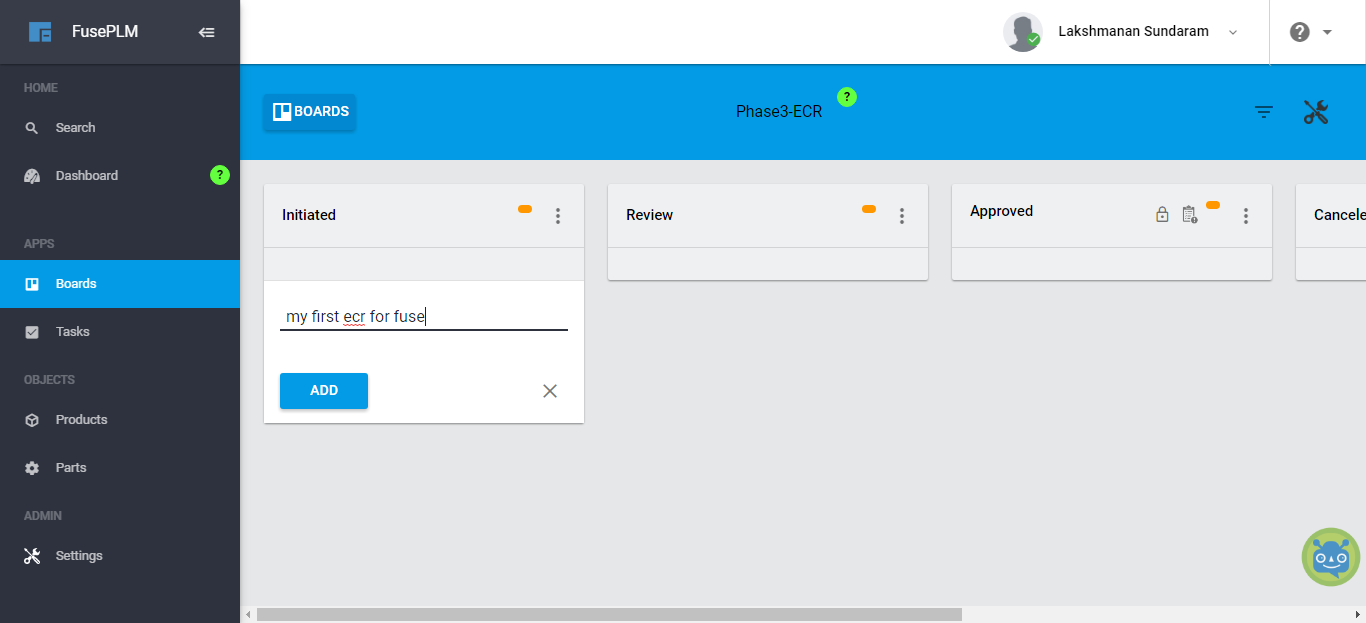 FusePLM
Lakshmanan Sundaram
?
HOME
Search
Dashboard
?
APPS
Boards
Tasks
OBJECTS
Products
Parts
ADMIN
Settings
BOARDS
Phase3-ECR
?
Initiated
Review
Approved
Cancele
my first ecr for fuse
ADD